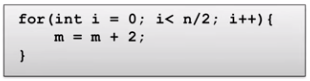 for(int i = 0; i< n/2; i++){
    m = m + 2;
}